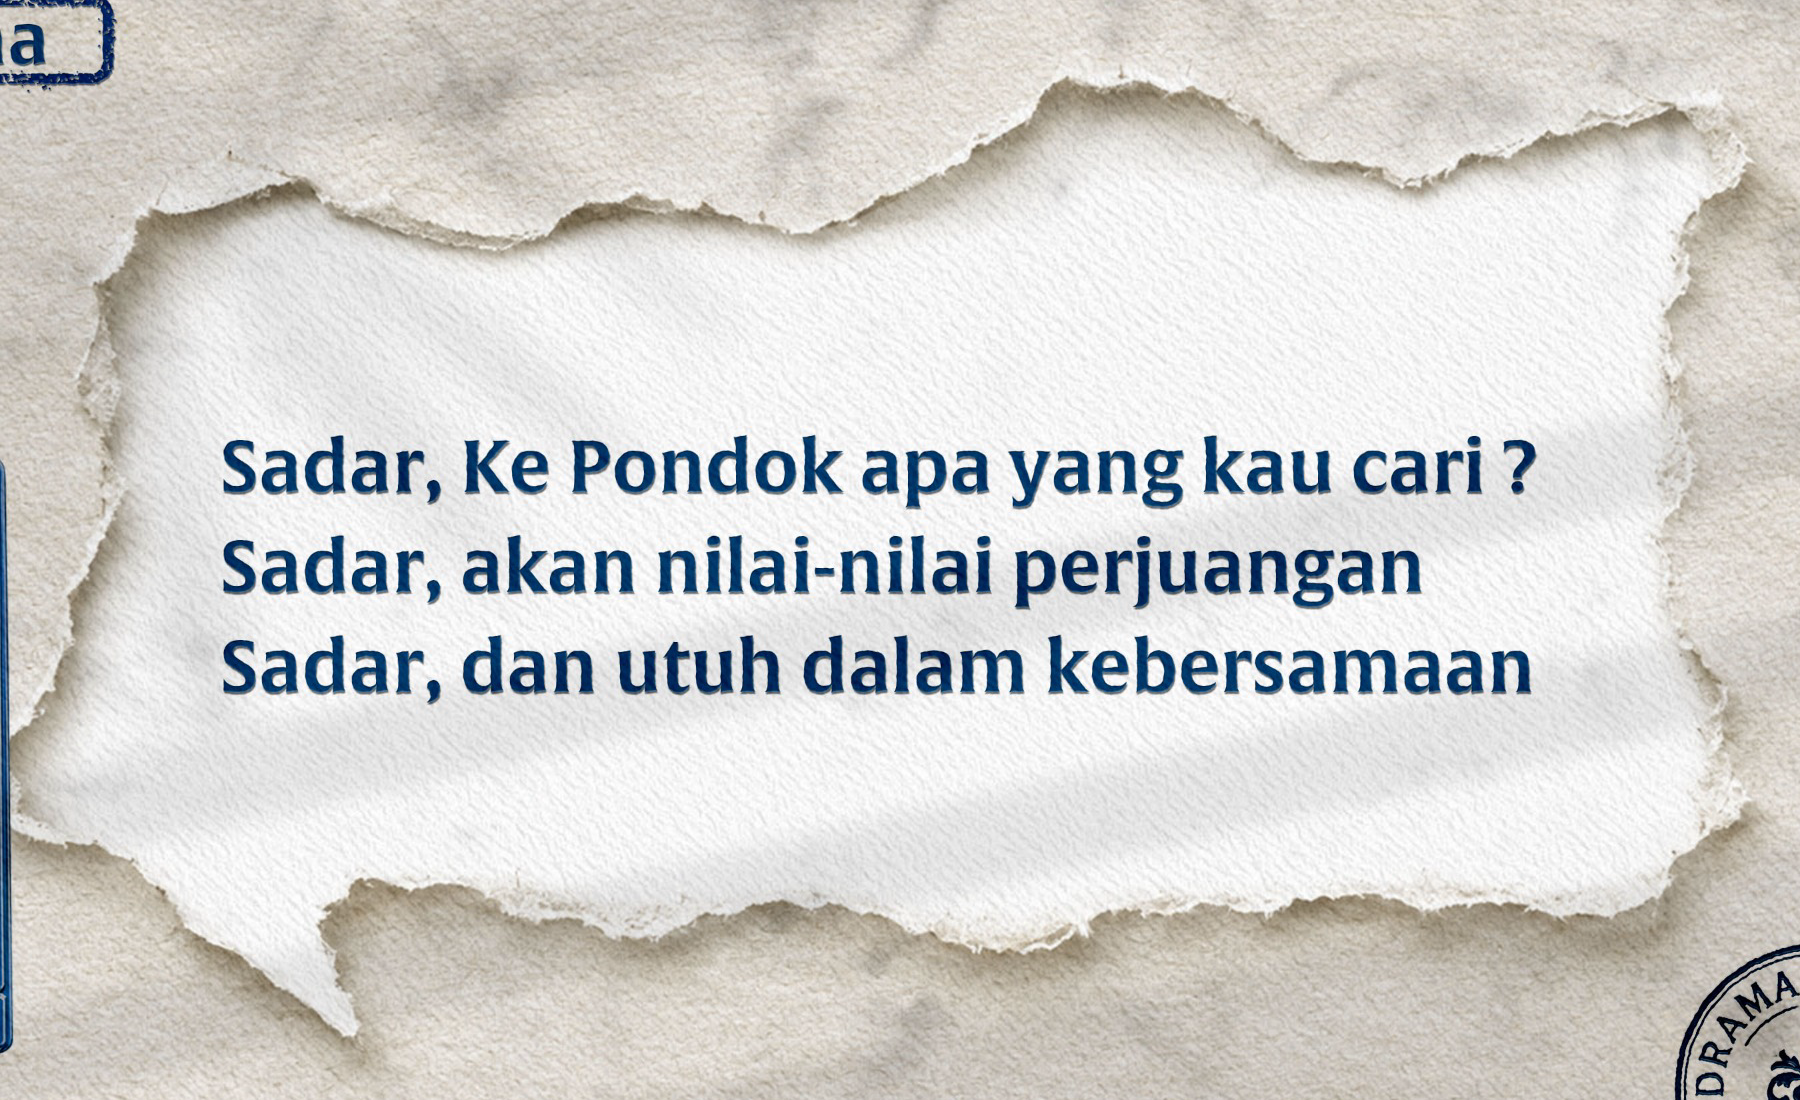 Sadar, Ke Pondok apa yang kau cari ?
Sadar, akan nilai-nilai perjuangan
Sadar, dan utuh dalam kebersamaan
DRAMA